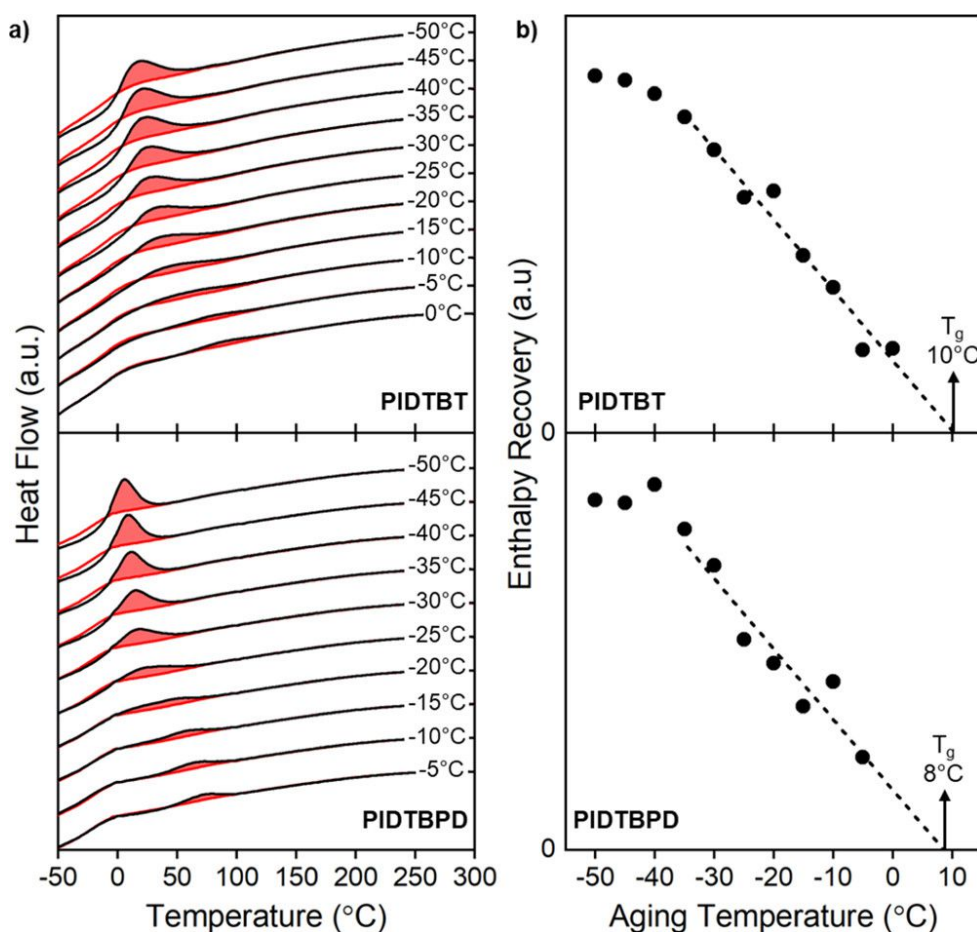 a)
-50°C
-45°C
-40°C
-35°C
-30°C
-25°C
-20°C
-15°C
-10°C
-5°C
0°C
PIDTBT
-50°C
-45°C
-40°C
-35°C
-30°C
-25°C
-20°C
-15°C
-10°C
-5°C
PIDTBPD
Heat Flow (a.u.)
-50 0 50 100 150 200 250 300
Temperature (°C)
b)
Tg
10°C
PIDTBT
0
Tg
8°C
PIDTBPD
0
Enthalpy Recovery (a.u)
-50 -40 -30 -20 -10 0 10
Aging Temperature (°C)